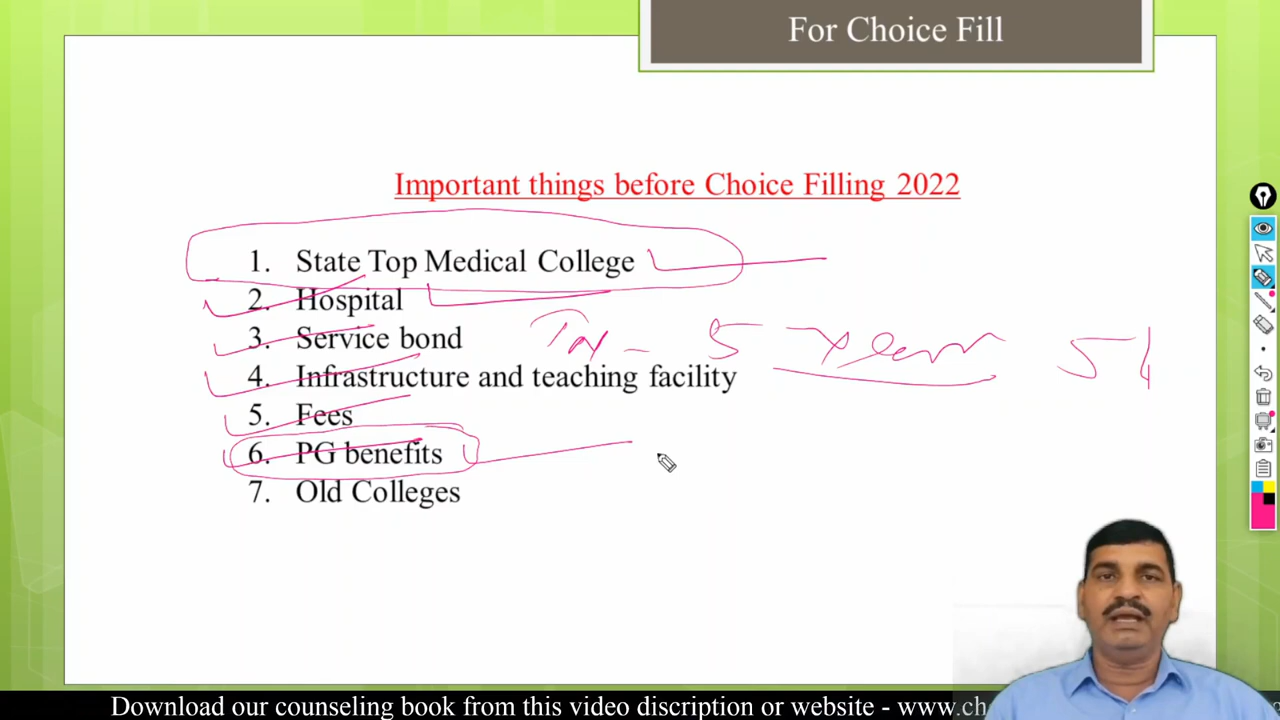 For Choice Fill
Important things before Choice Filling 2022
1. State Top Medical College
2. Hospital
3. Service bond
TN - 5 Years
4. Infrastructure and teaching facility
5. Fees
6. PG benefits
7. Old Colleges
Download our counseling book from this video discription or website - www.ch